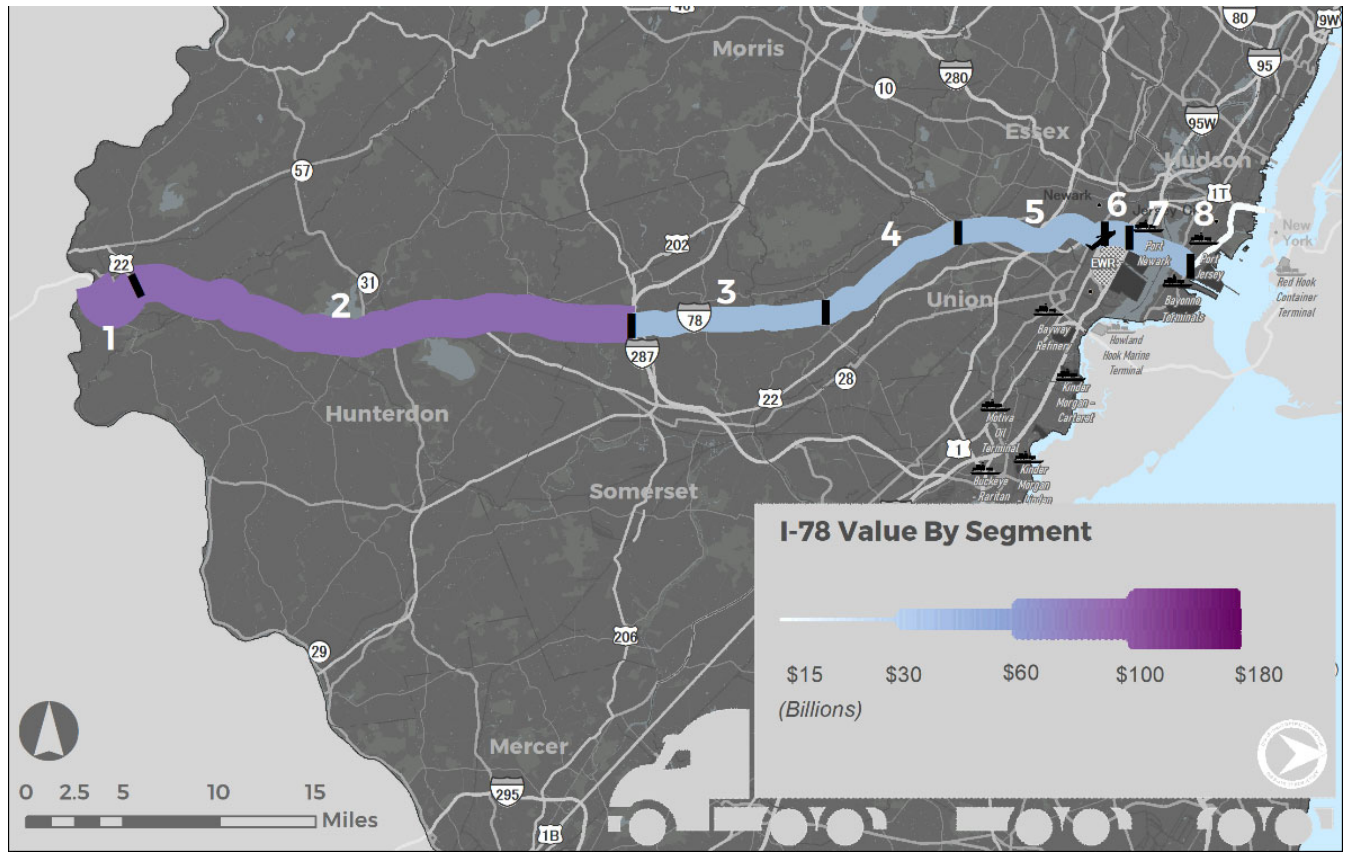 46
80
9W
Morris
280
95
10
Essex
95W
57
Hudson
1T
Newark
5
6
7
8
4
New
York
202
22
EWR
Port
Newark
Port
Jersey
31
2
3
Union
78
Red Hook
Container
Terminal
Bayonne
Terminals
1
Bayway
Refinery
Howland
Hook Marine
Terminal
287
28
22
Kinder
Morgan –
Carteret
Hunterdon
Motiva
Oil
Terminal
1
Somerset
Buckeye
- Raritan
Kinder
Morgan
- Linden
I-78 Value By Segment
206
29
$15 $30 $60 $100 $180
(Billions)
Mercer
295
0 2.5 5 10 15
Miles
1B